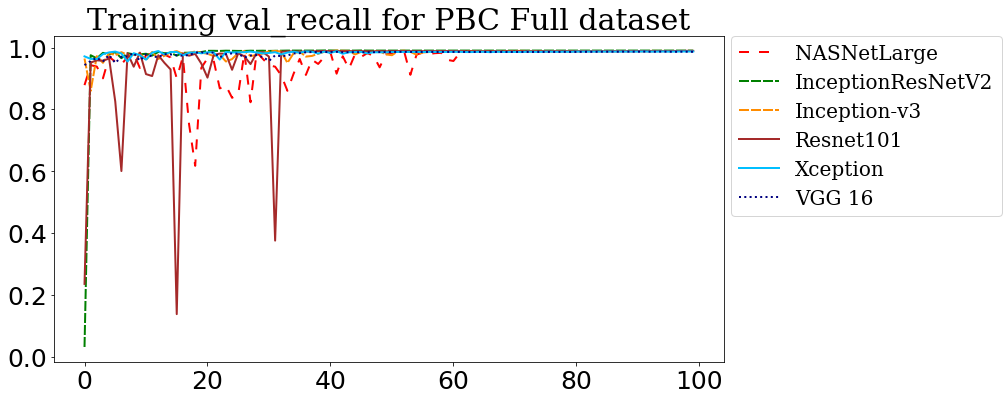 Training val_recall for PBC Full dataset
1.0
0.8
0.6
0.4
0.2
0.0
0 20 40 60 80 100
NASNetLarge
InceptionResNetV2
Inception-v3
Resnet101
Xception
VGG 16